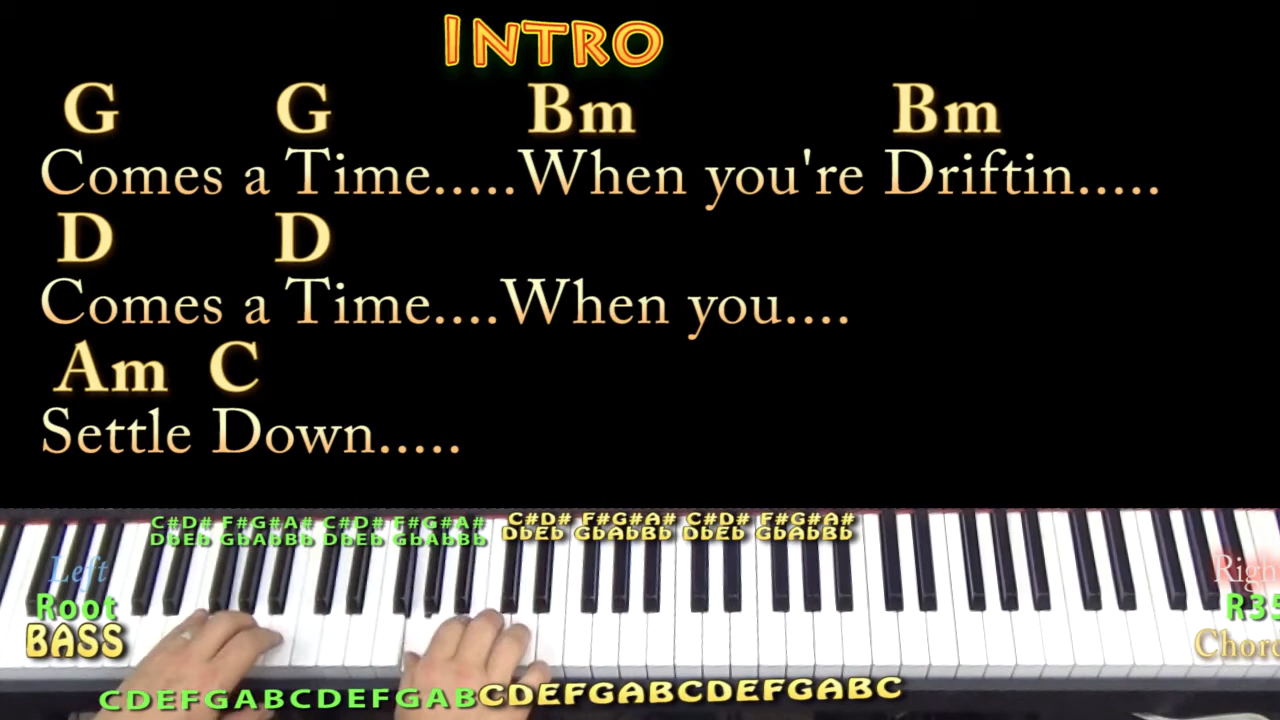 INTRO
G G Bm Bm
Comes a Time.....When you're Driftin.....
D D
Comes a Time....When you....
Am C
Settle Down.....
C#D# F#G#A# C#D# F#G#A# C#D# F#G#A# C#D# F#G#A#
DbEb GbAbBb DbEb GbAbBb DbEb GbAbBb DbEb GbAbBb
Left
Root
BASS
R35
CDEFGABCDEFGABCDEFGABCDEFGABC